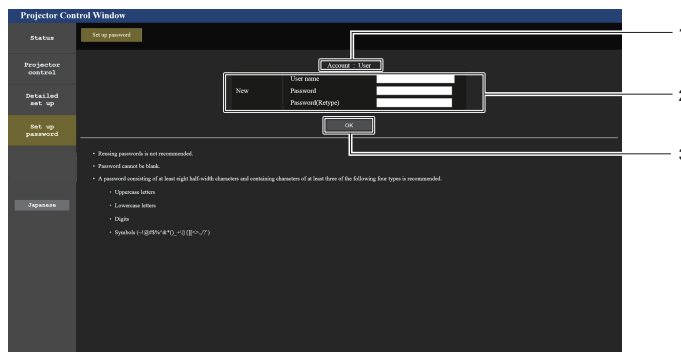 Projector Control Window
Status
Set up password
Projector
control
Detailed
set up
Set up
password
Japanese
Account : User
New
User name
Password
Password(Retype)
OK
1
2
3
• Reusing passwords is not recommended.
• Password cannot be blank.
• A password consisting of at least eight half-width characters and containing characters of at least three of the following four types is recommended.
• Uppercase letters
• Lowercase letters
• Digits
• Symbols